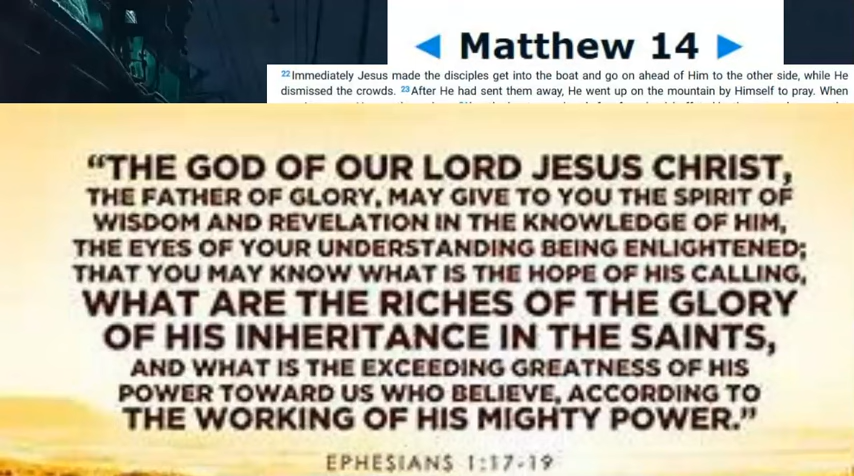 ◀ Matthew 14 ▶
22 Immediately Jesus made the disciples get into the boat and go on ahead of Him to the other side, while He
dismissed the crowds. 23 After He had sent them away, He went up on the mountain by Himself to pray. When
“THE GOD OF OUR LORD JESUS CHRIST,
THE FATHER OF GLORY, MAY GIVE TO YOU THE SPIRIT OF
WISDOM AND REVELATION IN THE KNOWLEDGE OF HIM,
THE EYES OF YOUR UNDERSTANDING BEING ENLIGHTENED;
THAT YOU MAY KNOW WHAT IS THE HOPE OF HIS CALLING,
WHAT ARE THE RICHES OF THE GLORY
OF HIS INHERITANCE IN THE SAINTS,
AND WHAT IS THE EXCEEDING GREATNESS OF HIS
POWER TOWARD US WHO BELIEVE, ACCORDING TO
THE WORKING OF HIS MIGHTY POWER.”
EPHESIANS 1:17-19